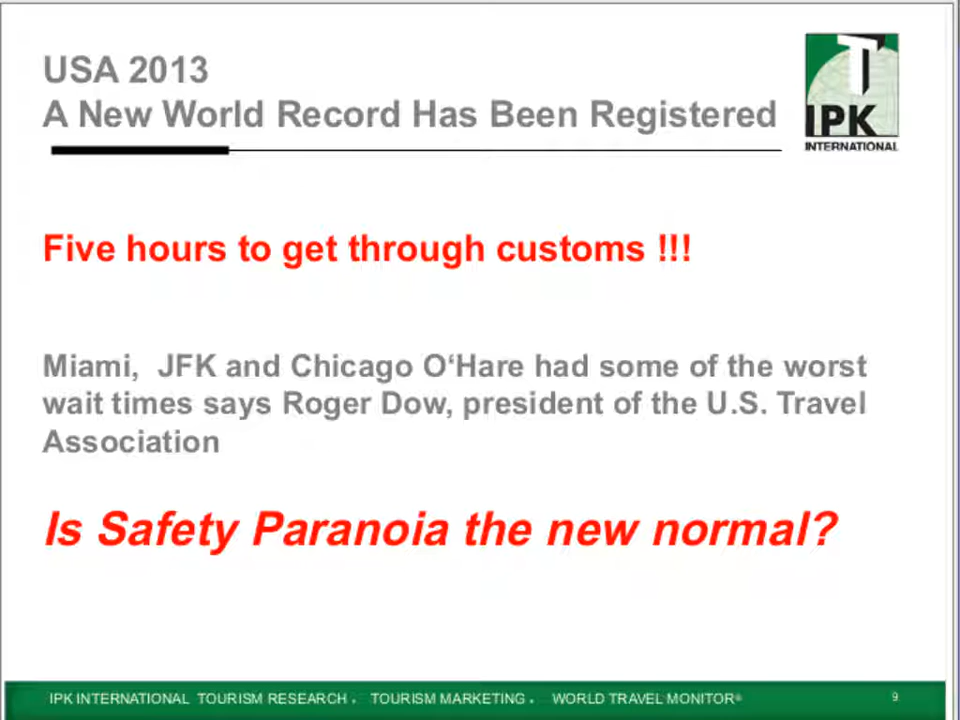 USA 2013
A New World Record Has Been Registered
T
IPK
INTERNATIONAL
Five hours to get through customs !!!
Miami,  JFK and Chicago O‘Hare had some of the worst
wait times says Roger Dow, president of the U.S. Travel
Association
Is Safety Paranoia the new normal?
IPK INTERNATIONAL TOURISM RESEARCH . TOURISM MARKETING . WORLD TRAVEL MONITOR® 9